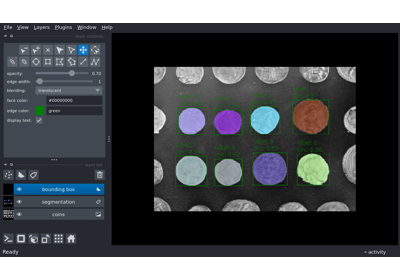 File View Layers Plugins Window Help
opacity: 0.70
edge width: 1
blending: translucent
face color: #00000000
edge color: green
display text:
bounding box
segmentation
coins
Ready
activity